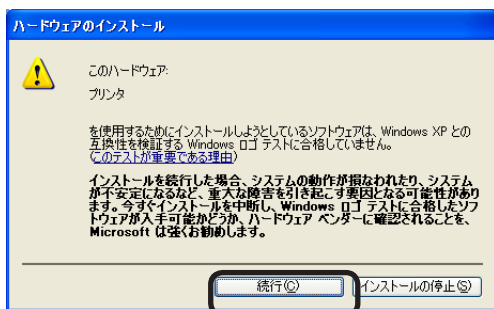 ハードウェアのインストール
このハードウェア:
プリンタ
を使用するためにインストールしようとしているソフトウェアは、Windows XP との
互換性を検証する Windows ロゴ テストに合格していません。
(このテストが重要である理由)
インストールを続行した場合、システムの動作が損なわれたり、システム
が不安定になるなど、重大な障害を引き起こす要因となる可能性があり
ます。今すぐインストールを中断し、Windows ロゴ テストに合格したソフ
トウェアが入手可能かどうか、ハードウェア ベンダーに確認されることを、
Microsoft は強くお勧めします。
続行(C) インストールの停止(S)